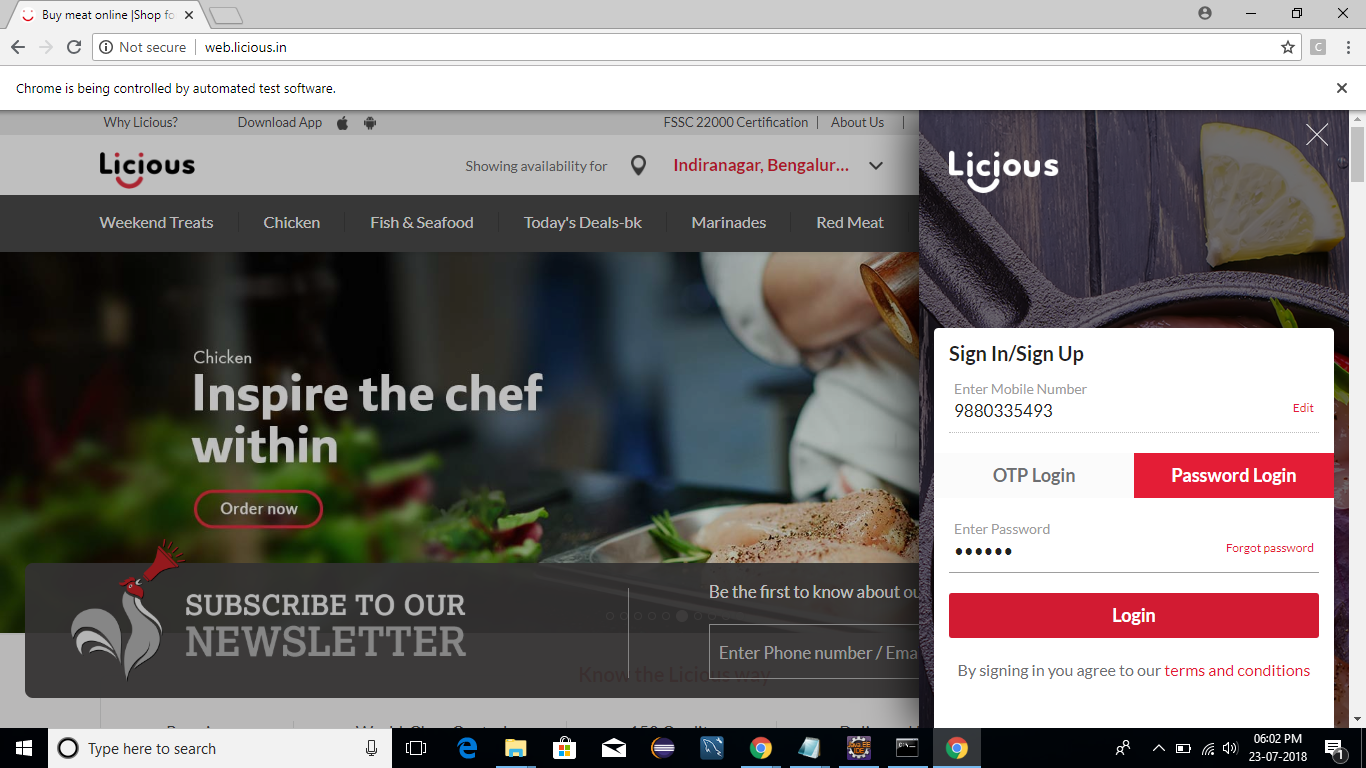 Buy meat online |Shop fo
Not secure
web.licious.in
C
Chrome is being controlled by automated test software.
Why Licious?
Download App
FSSC 22000 Certification |
About Us |
Licious
Showing availability for
Indiranagar, Bengalur...
Weekend Treats
Chicken
Fish & Seafood
Today's Deals-bk
Marinades
Red Meat
Chicken
Inspire the chef
within
Order now
SUBSCRIBE TO OUR
NEWSLETTER
Be the first to know about ou
Enter Phone number / Ema
Know the Licious way
Licious
Sign In/Sign Up
Enter Mobile Number
9880335493
Edit
OTP Login
Password Login
Enter Password
••••••
Forgot password
Login
By signing in you agree to our terms and conditions
Type here to search
06:02 PM
23-07-2018
1